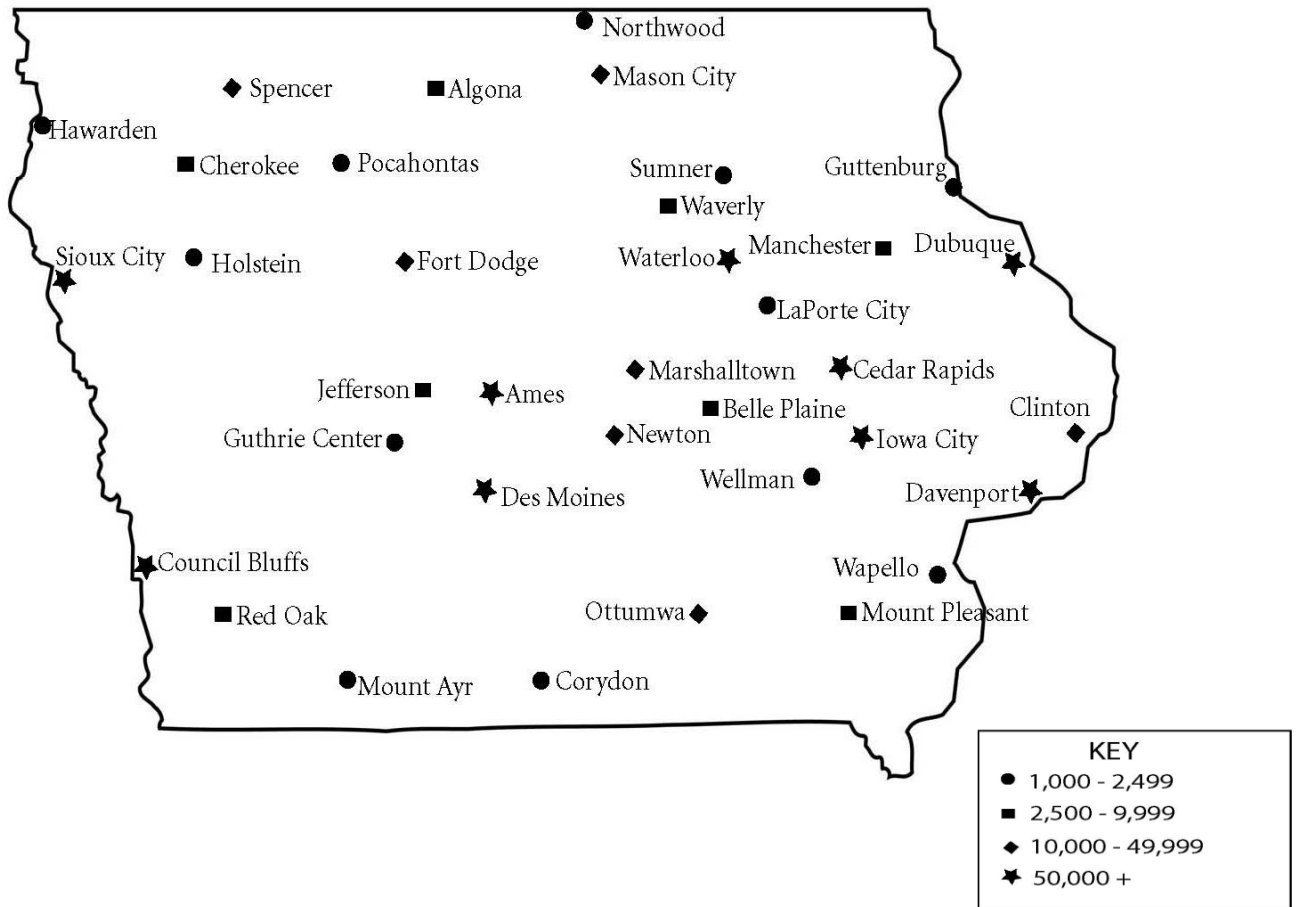 Northwood
Mason City
Spencer
Algona
Hawarden
Cherokee
Pocahontas
Sumner
Guttenburg
Waverly
Sioux City
Holstein
Fort Dodge
Waterloo
Manchester
Dubuque
LaPorte City
Marshalltown
Cedar Rapids
Jefferson
Ames
Belle Plaine
Clinton
Guthrie Center
Newton
Iowa City
Wellman
Davenport
Des Moines
Council Bluffs
Wapello
Red Oak
Ottumwa
Mount Pleasant
Mount Ayr
Corydon
KEY
1,000 - 2,499
2,500 - 9,999
10,000 - 49,999
50,000 +